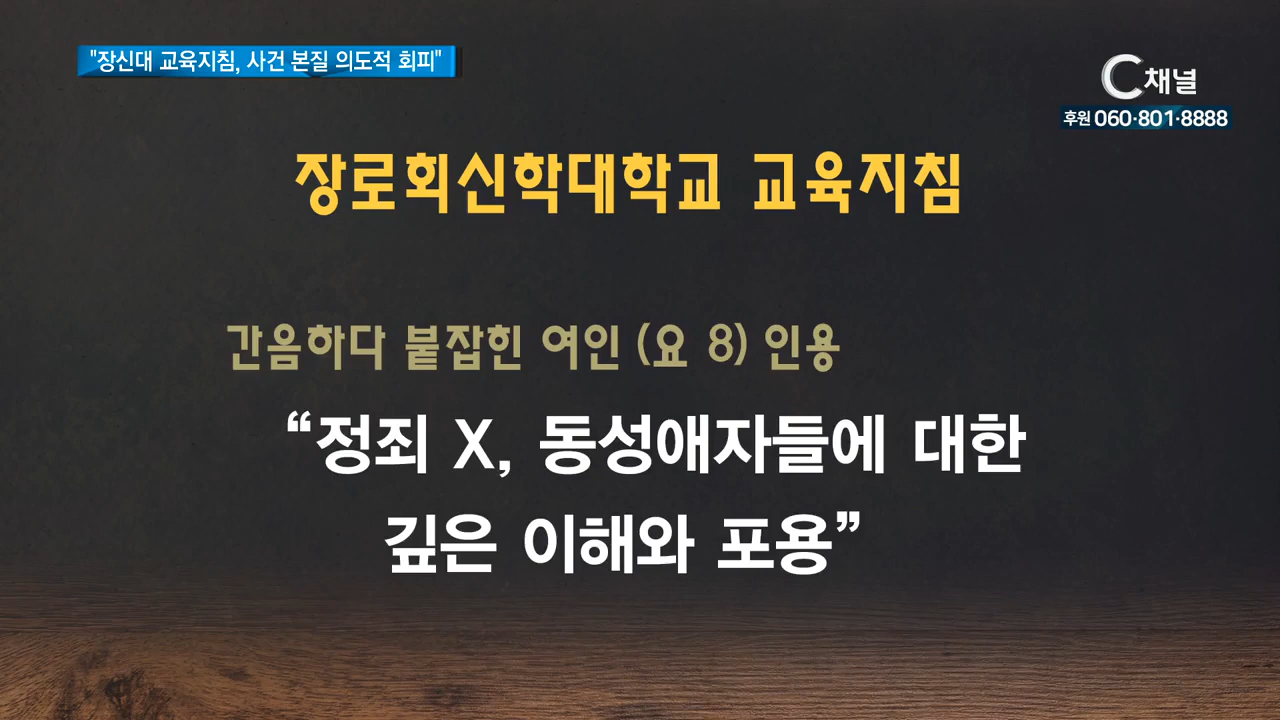 "장신대 교육지침, 사건 본질 의도적 회피"
C채널
후원 060·801·8888
장로회신학대학교 교육지침
간음하다 붙잡힌 여인 (요 8) 인용
“정죄 X, 동성애자들에 대한
깊은 이해와 포용”